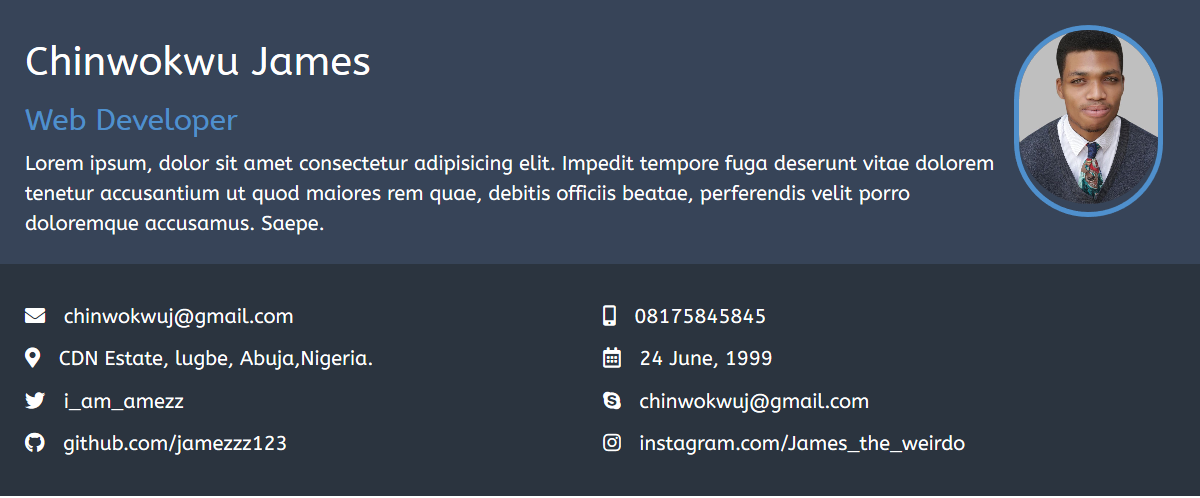 Chinwokwu James
Web Developer
Lorem ipsum, dolor sit amet consectetur adipisicing elit. Impedit tempore fuga deserunt vitae dolorem
tenetur accusantium ut quod maiores rem quae, debitis officiis beatae, perferendis velit porro
doloremque accusamus. Saepe.
chinwokwuj@gmail.com
08175845845
CDN Estate, lugbe, Abuja,Nigeria.
24 June, 1999
i_am_amezz
chinwokwuj@gmail.com
github.com/jamezzz123
instagram.com/James_the_weirdo